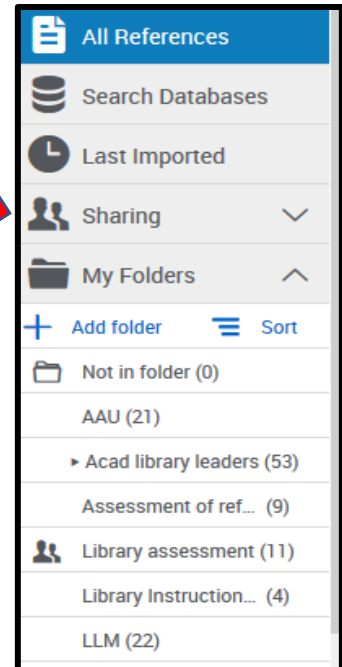 All References
Search Databases
Last Imported
Sharing
My Folders
Add folder Sort
Not in folder (0)
AAU (21)
Acad library leaders (53)
Assessment of ref... (9)
Library assessment (11)
Library Instruction... (4)
LLM (22)